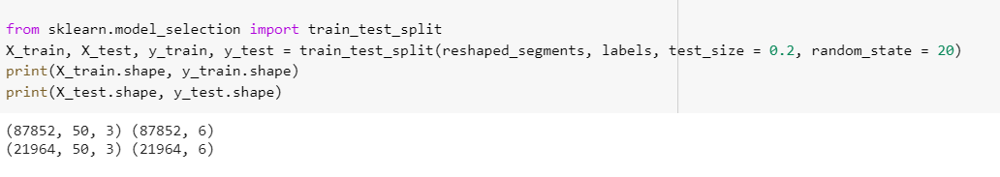 from sklearn.model_selection import train_test_split
X_train, X_test, y_train, y_test = train_test_split(reshaped_segments, labels, test_size = 0.2, random_state = 20)
print(X_train.shape, y_train.shape)
print(X_test.shape, y_test.shape)
(87852, 50, 3) (87852, 6)
(21964, 50, 3) (21964, 6)